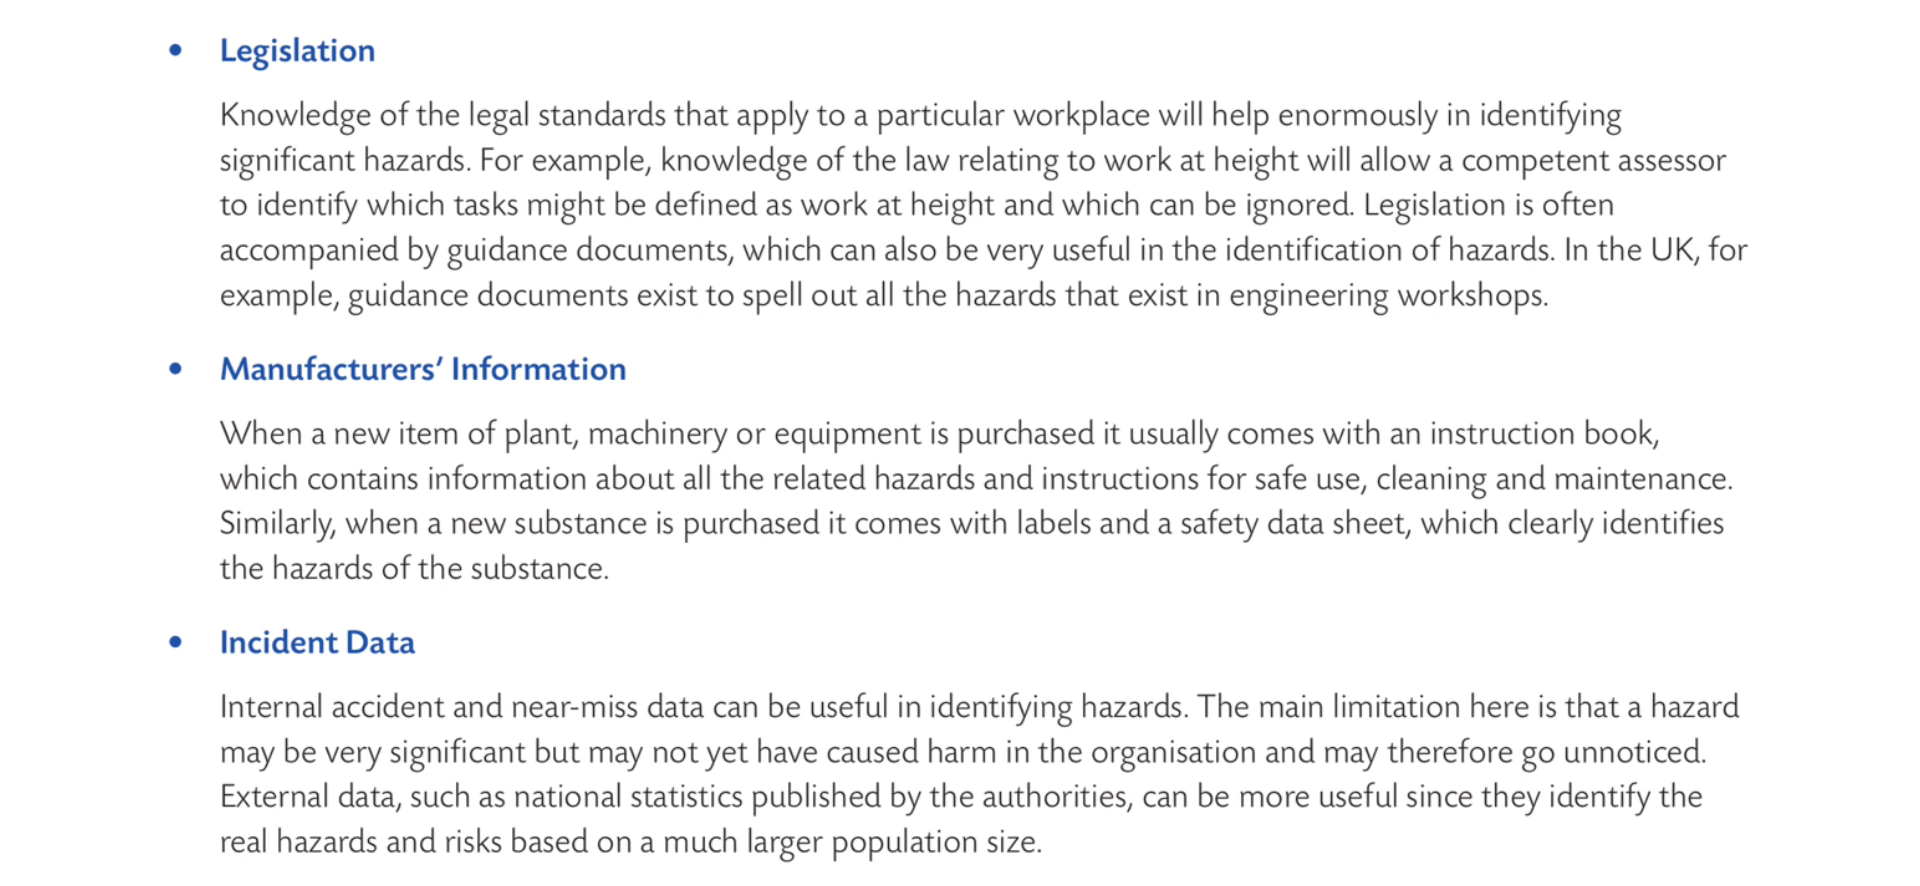 • Legislation
Knowledge of the legal standards that apply to a particular workplace will help enormously in identifying
significant hazards. For example, knowledge of the law relating to work at height will allow a competent assessor
to identify which tasks might be defined as work at height and which can be ignored. Legislation is often
accompanied by guidance documents, which can also be very useful in the identification of hazards. In the UK, for
example, guidance documents exist to spell out all the hazards that exist in engineering workshops.
• Manufacturers’ Information
When a new item of plant, machinery or equipment is purchased it usually comes with an instruction book,
which contains information about all the related hazards and instructions for safe use, cleaning and maintenance.
Similarly, when a new substance is purchased it comes with labels and a safety data sheet, which clearly identifies
the hazards of the substance.
• Incident Data
Internal accident and near-miss data can be useful in identifying hazards. The main limitation here is that a hazard
may be very significant but may not yet have caused harm in the organisation and may therefore go unnoticed.
External data, such as national statistics published by the authorities, can be more useful since they identify the
real hazards and risks based on a much larger population size.